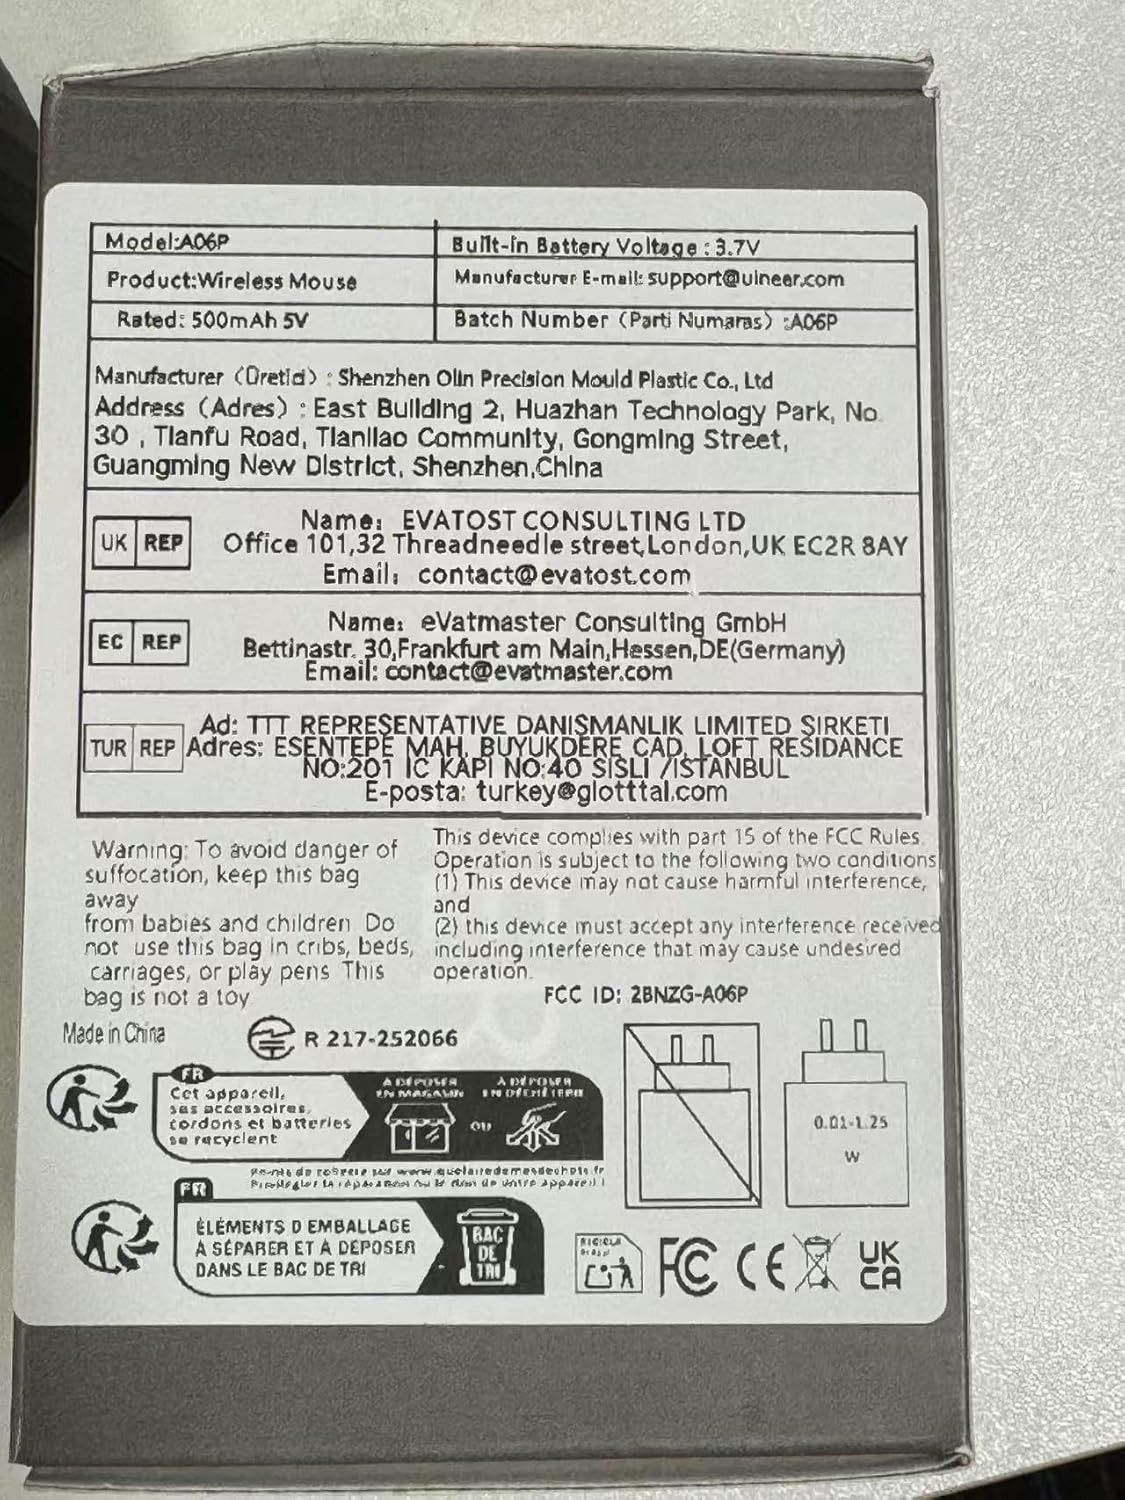 Model:A06P
Built-in Battery Voltage : 3.7V
Product:Wireless Mouse
Manufacturer E-mail: support@ulneer.com
Rated: 500mAh 5V
Batch Number (Parti Numaras) :A06P
Manufacturer (Oretld) : Shenzhen Olin Precision Mould Plastic Co., Ltd
Address (Adres) : East Building 2, Huazhan Technology Park, No.
30 , Tianfu Road, Tianliao Community, Gongming Street,
Guangming New District, Shenzhen,China
UK REP
Name: EVATOST CONSULTING LTD
Office 101,32 Threadneedle street,London,UK EC2R 8AY
Email: contact@evatost.com
EC REP
Name: eVatmaster Consulting GmbH
Bettinastr. 30,Frankfurt am Main,Hessen,DE(Germany)
Email: contact@evatmaster.com
TUR REP
Ad: TTT REPRESENTATIVE DANISMANLIK LIMITED SIRKETI
Adres: ESENTEPE MAH. BUYUKDERE CAD. LOFT RESIDANCE
NO:201 IC KAPI NO:40 SISLI /ISTANBUL
E-posta: turkey@glotttal.com
Warning: To avoid danger of
suffocation, keep this bag
away
from babies and children Do
not use this bag in cribs, beds,
carriages, or play pens This
bag is not a toy
This device complies with part 15 of the FCC Rules.
Operation is subject to the following two conditions
(1) This device may not cause harmful interference,
and
(2) this device must accept any interference received
including interference that may cause undesired
operation.
FCC ID: 2BNZG-A06P
Made in China
R 217-252066
FR
Cet appareil,
ses accessoires,
cordons et batteries
se recyclent
À DÉPOSER
EN MAGASIN
OU
À DÉPOSER
EN DÉCHÈTERIE
0.01-1.25
W
FR
ÉLÉMENTS D EMBALLAGE
À SÉPARER ET À DÉPOSER
DANS LE BAC DE TRI
BAC
DE
TRI
FC CE UK
CA